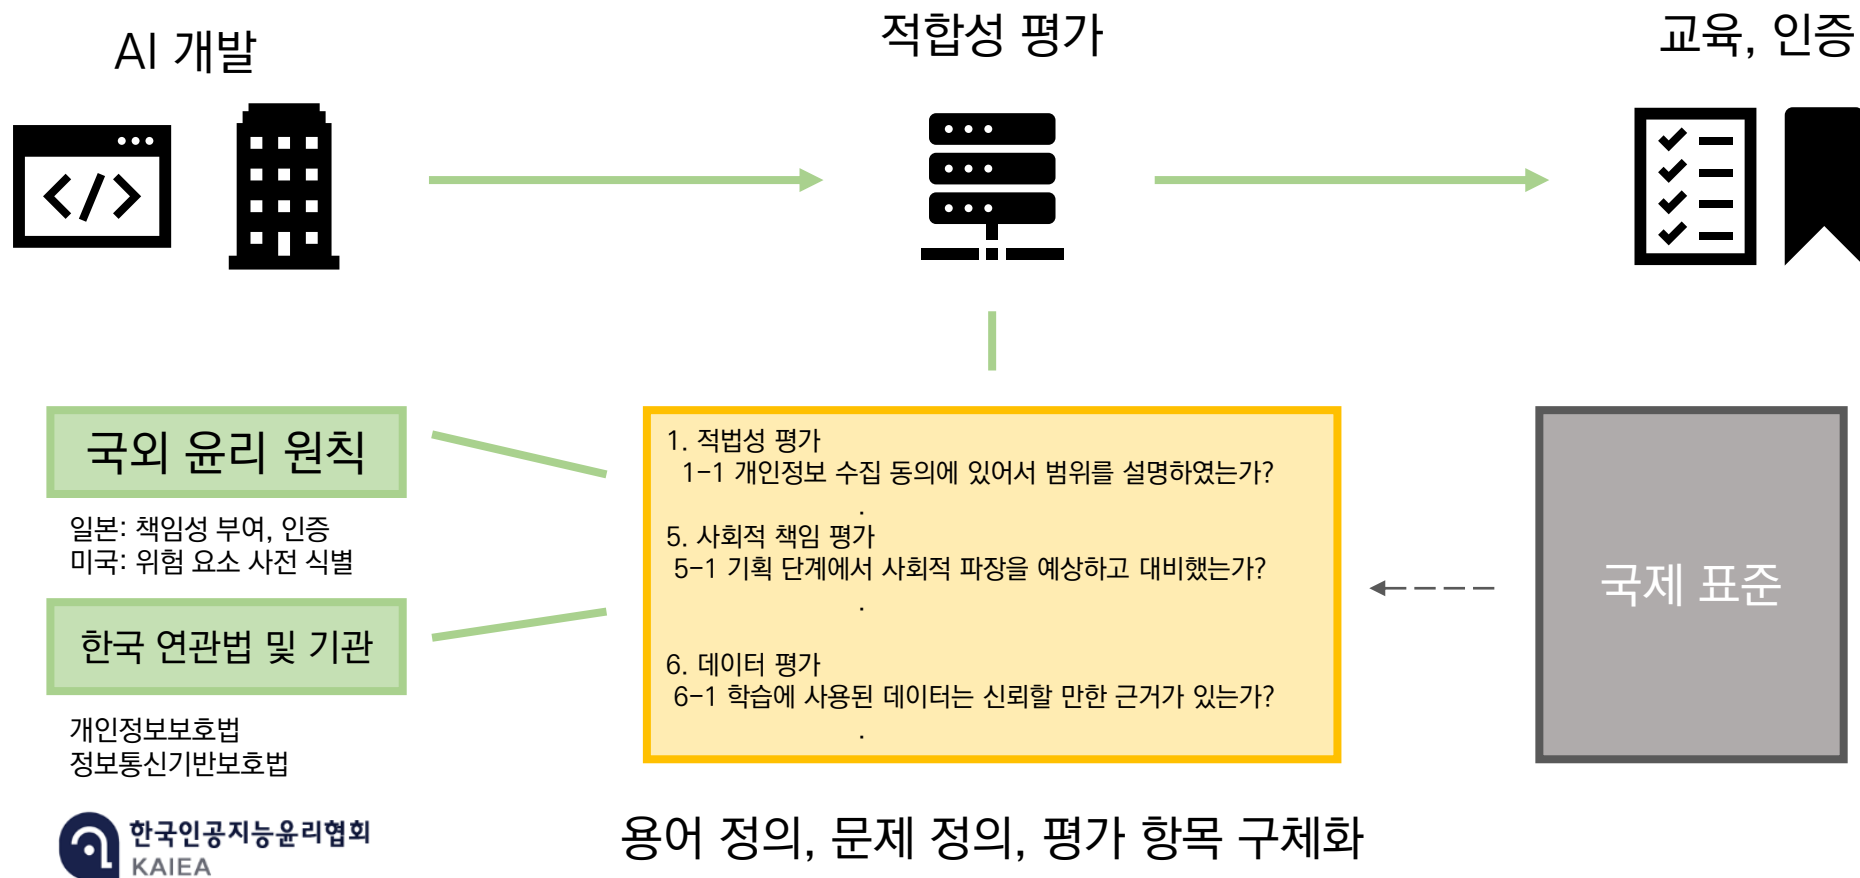 AI 개발
적합성 평가
교육, 인증
국외 윤리 원칙
일본: 책임성 부여, 인증
미국: 위험 요소 사전 식별
한국 연관법 및 기관
개인정보보호법
정보통신기반보호법
한국인공지능윤리협회
KAIEA
1. 적법성 평가
1-1 개인정보 수집 동의에 있어서 범위를 설명하였는가?
.
5. 사회적 책임 평가
5-1 기획 단계에서 사회적 파장을 예상하고 대비했는가?
.
6. 데이터 평가
6-1 학습에 사용된 데이터는 신뢰할 만한 근거가 있는가?
.
국제 표준
용어 정의, 문제 정의, 평가 항목 구체화